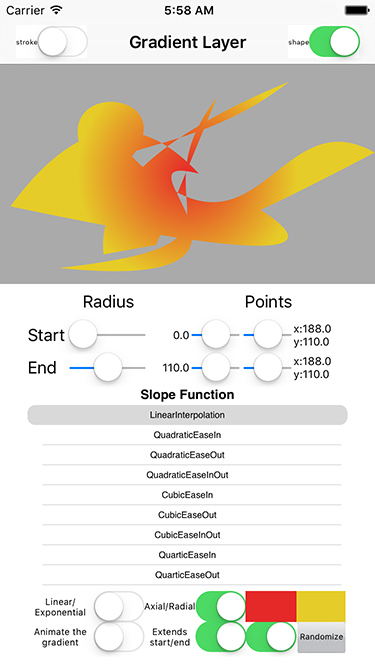 Carrier 5:58 AM
stroke Gradient Layer shape
Radius Points
Start 0.0 x:188.0
y:110.0
End 110.0 x:188.0
y:110.0
Slope Function
LinearInterpolation
QuadraticEaseIn
QuadraticEaseOut
QuadraticEaseInOut
CubicEaseIn
CubicEaseOut
CubicEaseInOut
QuarticEaseIn
QuarticEaseOut
Linear/
Exponential
Axial/Radial
Animate the
gradient
Extends
start/end
Randomize